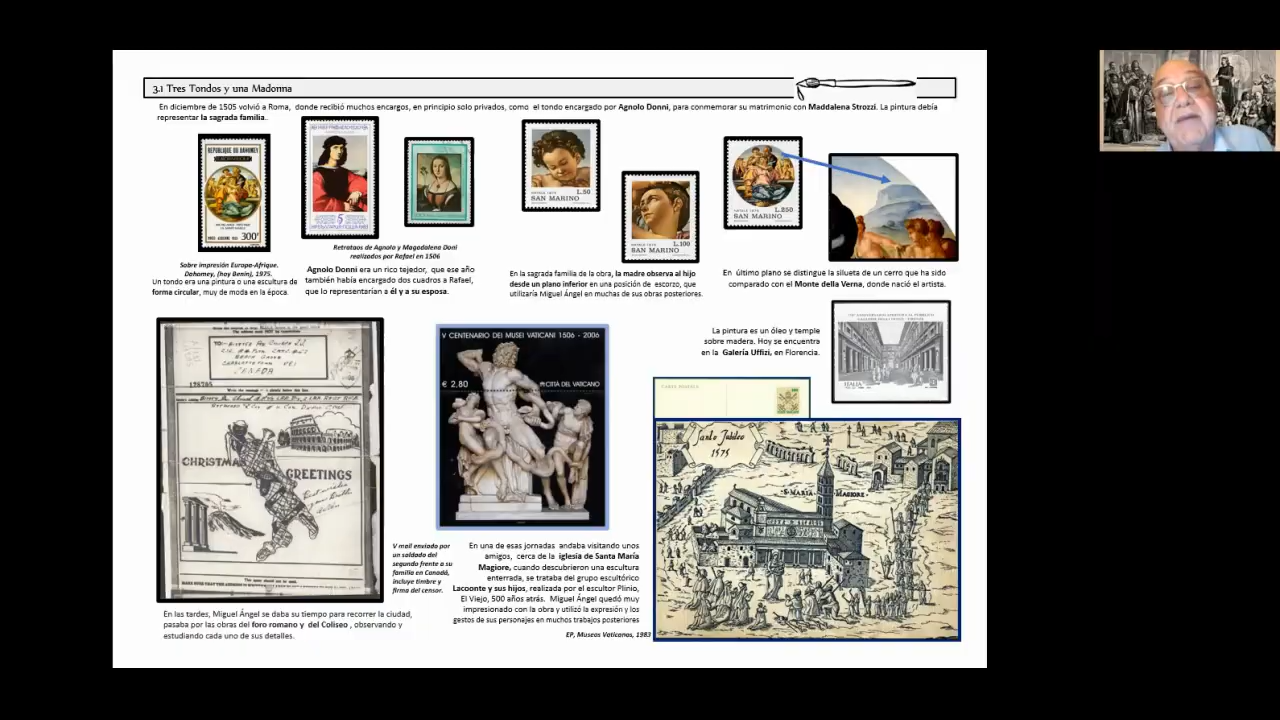 3.1 Tres Tondos y una Madonna
En diciembre de 1505 volvió a Roma, donde recibió muchos encargos, en principio solo privados, como el tondo encargado por Agnolo Donni, para conmemorar su matrimonio con Maddalena Strozzi. La pintura debía
representar la sagrada familia.
REPUBLIQUE DU DAHOMEY
300F
5
L.50
SAN MARINO
L.100
SAN MARINO
L.250
SAN MARINO
Sobre impresión Europa-Afrique.
Dahomey, [hoy Benín], 1975.
Un tondo era una pintura o una escultura de
forma circular, muy de moda en la época.
Retrataos de Agnolo y Magadalena Doni
realizados por Rafael en 1506
Agnolo Donni era un rico tejedor, que ese año
también había encargado dos cuadros a Rafael,
que lo representarían a él y a su esposa.
En la sagrada familia de la obra, la madre observa al hijo
desde un plano inferior en una posición de escorzo, que
utilizaría Miguel Ángel en muchas de sus obras posteriores.
En último plano se distingue la silueta de un cerro que ha sido
comparado con el Monte della Verna, donde nació el artista.
La pintura es un óleo y temple
sobre madera. Hoy se encuentra
en la Galería Uffizi, en Florencia.
ITALIA
CHRISTMAS
GREETINGS
V CENTENARIO DEI MUSEI VATICANI 1506 - 2006
€ 2,80
CITTÀ DEL VATICANO
CARTE POSTALE
Santo Jubileo
1575
S. MARIA MAGIORE
V mail enviado por
un soldado del
segundo frente a su
familia en Canadá,
incluye timbre y
firma del censor.
En las tardes, Miguel Ángel se daba su tiempo para recorrer la ciudad,
pasaba por las obras del foro romano y del Coliseo , observando y
estudiando cada uno de sus detalles.
En una de esas jornadas andaba visitando unos
amigos, cerca de la iglesia de Santa María
Magiore, cuando descubrieron una escultura
enterrada, se trataba del grupo escultórico
Lacoonte y sus hijos, realizada por el escultor Plinio,
El Viejo, 500 años atrás. Miguel Ángel quedó muy
impresionado con la obra y utilizó la expresión y los
gestos de sus personajes en muchos trabajos posteriores
EP, Museos Vaticanos, 1983